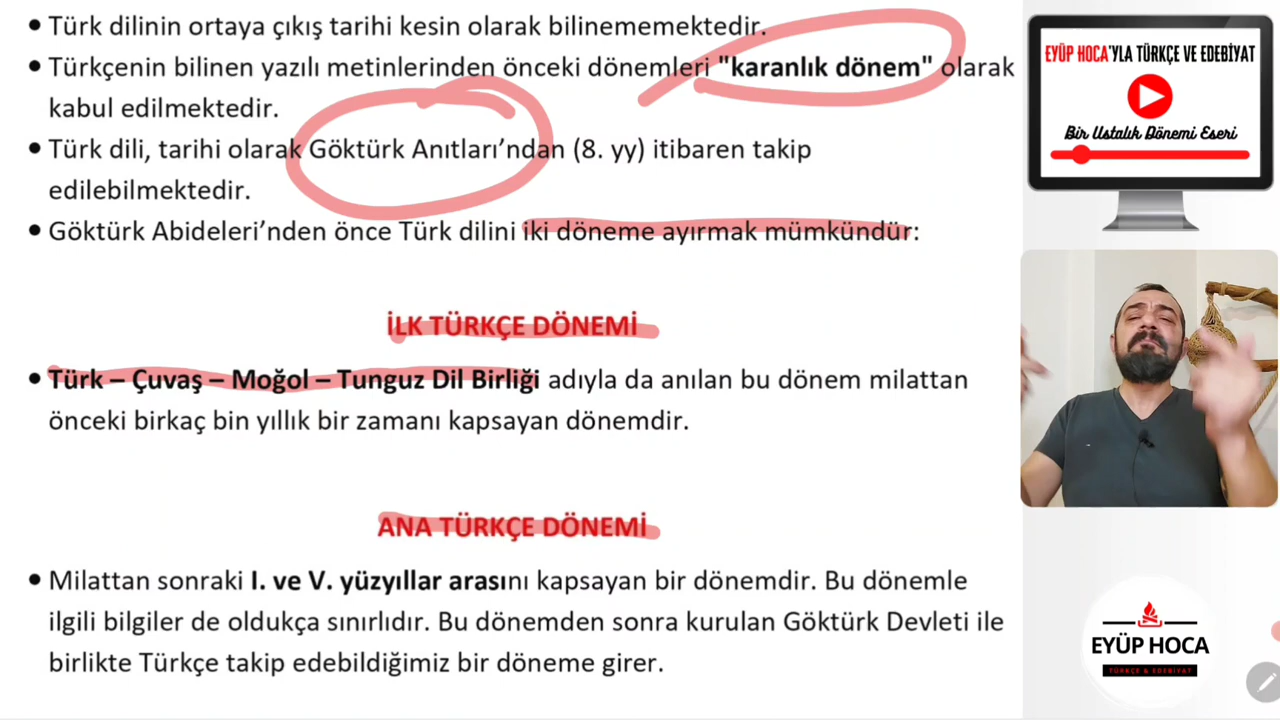 • Türk dilinin ortaya çıkış tarihi kesin olarak bilinememektedir.
• Türkçenin bilinen yazılı metinlerinden önceki dönemleri "karanlık dönem" olarak
kabul edilmektedir.
• Türk dili, tarihi olarak Göktürk Anıtları’ndan (8. yy) itibaren takip
edilebilmektedir.
• Göktürk Abideleri’nden önce Türk dilini iki döneme ayırmak mümkündür:
İLK TÜRKÇE DÖNEMİ
• Türk – Çuvaş – Moğol – Tunguz Dil Birliği adıyla da anılan bu dönem milattan
önceki birkaç bin yıllık bir zamanı kapsayan dönemdir.
ANA TÜRKÇE DÖNEMİ
• Milattan sonraki I. ve V. yüzyıllar arasını kapsayan bir dönemdir. Bu dönemle
ilgili bilgiler de oldukça sınırlıdır. Bu dönemden sonra kurulan Göktürk Devleti ile
birlikte Türkçe takip edebildiğimiz bir döneme girer.
EYÜP HOCA'YLA TÜRKÇE VE EDEBİYAT
Bir Ustalık Dönemi Eseri
EYÜP HOCA
TÜRKÇE & EDEBİYAT